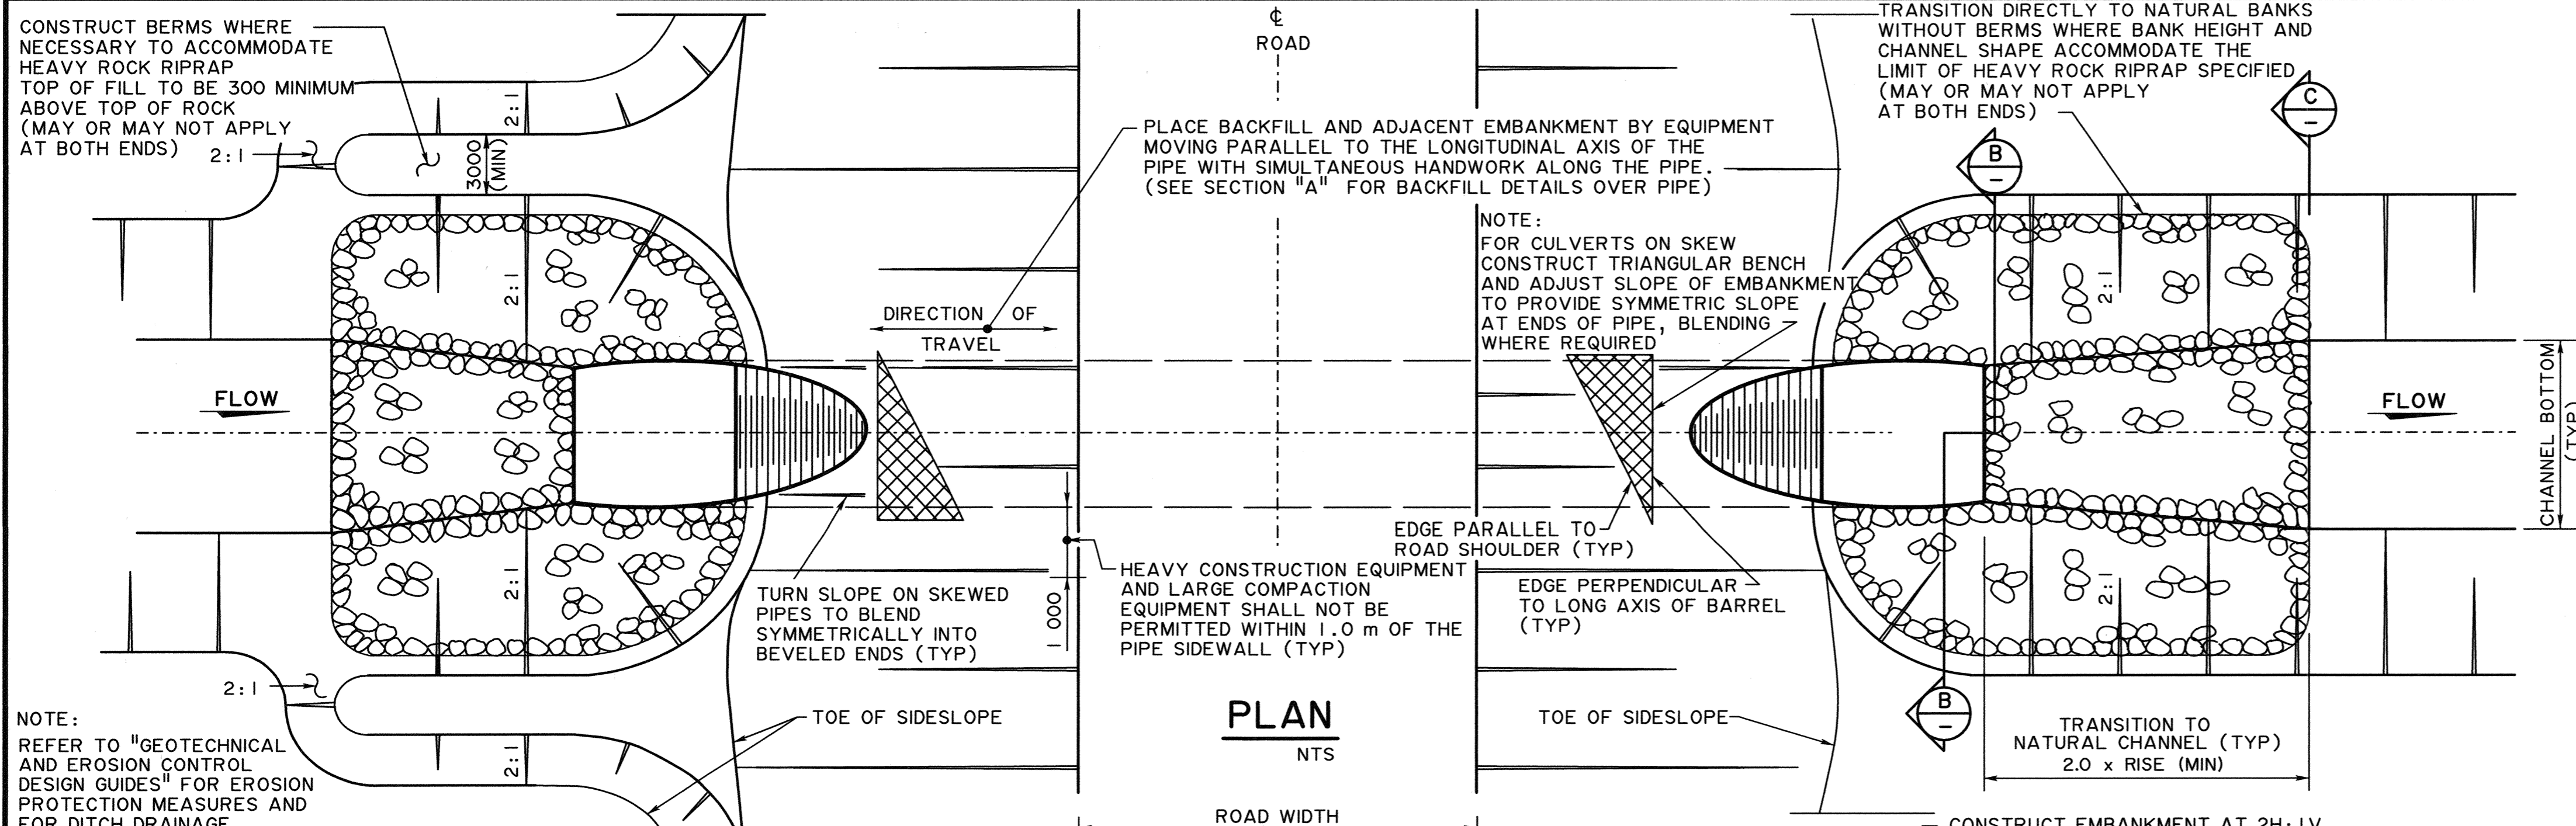 CONSTRUCT BERMS WHERE
NECESSARY TO ACCOMMODATE
HEAVY ROCK RIPRAP
TOP OF FILL TO BE 300 MINIMUM
ABOVE TOP OF ROCK
(MAY OR MAY NOT APPLY
AT BOTH ENDS)
2:1
2:1
3000
(MIN)
2:1
℄
ROAD
TRANSITION DIRECTLY TO NATURAL BANKS
WITHOUT BERMS WHERE BANK HEIGHT AND
CHANNEL SHAPE ACCOMMODATE THE
LIMIT OF HEAVY ROCK RIPRAP SPECIFIED
(MAY OR MAY NOT APPLY
AT BOTH ENDS)
C
-
B
-
PLACE BACKFILL AND ADJACENT EMBANKMENT BY EQUIPMENT
MOVING PARALLEL TO THE LONGITUDINAL AXIS OF THE
PIPE WITH SIMULTANEOUS HANDWORK ALONG THE PIPE.
(SEE SECTION "A" FOR BACKFILL DETAILS OVER PIPE)
NOTE:
FOR CULVERTS ON SKEW
CONSTRUCT TRIANGULAR BENCH
AND ADJUST SLOPE OF EMBANKMENT
TO PROVIDE SYMMETRIC SLOPE
AT ENDS OF PIPE, BLENDING
WHERE REQUIRED
2:1
DIRECTION OF
TRAVEL
FLOW
FLOW
CHANNEL BOTTOM
(TYP)
EDGE PARALLEL TO
ROAD SHOULDER (TYP)
EDGE PERPENDICULAR
TO LONG AXIS OF BARREL
(TYP)
HEAVY CONSTRUCTION EQUIPMENT
AND LARGE COMPACTION
EQUIPMENT SHALL NOT BE
PERMITTED WITHIN 1.0 m OF THE
PIPE SIDEWALL (TYP)
1 000
TURN SLOPE ON SKEWED
PIPES TO BLEND
SYMMETRICALLY INTO
BEVELED ENDS (TYP)
2:1
2:1
2:1
2:1
TOE OF SIDESLOPE
TOE OF SIDESLOPE
B
-
PLAN
NTS
TRANSITION TO
NATURAL CHANNEL (TYP)
2.0 x RISE (MIN)
NOTE:
REFER TO "GEOTECHNICAL
AND EROSION CONTROL
DESIGN GUIDES" FOR EROSION
PROTECTION MEASURES AND
FOR DITCH DRAINAGE
ROAD WIDTH
CONSTRUCT EMBANKMENT AT 2H:1V